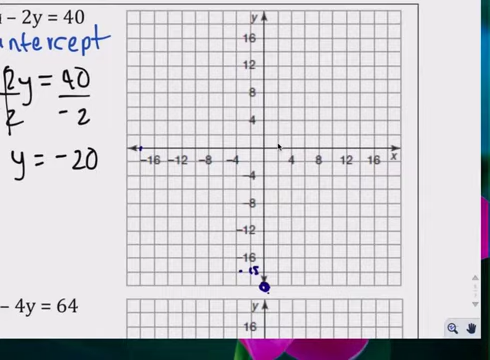 - 2y = 40
intercept
2y = 40
2 -2
y = -20
y
16
12
8
4
-16 -12 -8 -4 4 8 12 16 x
-4
-8
-12
-16
- 18
- 4y = 64
y
16